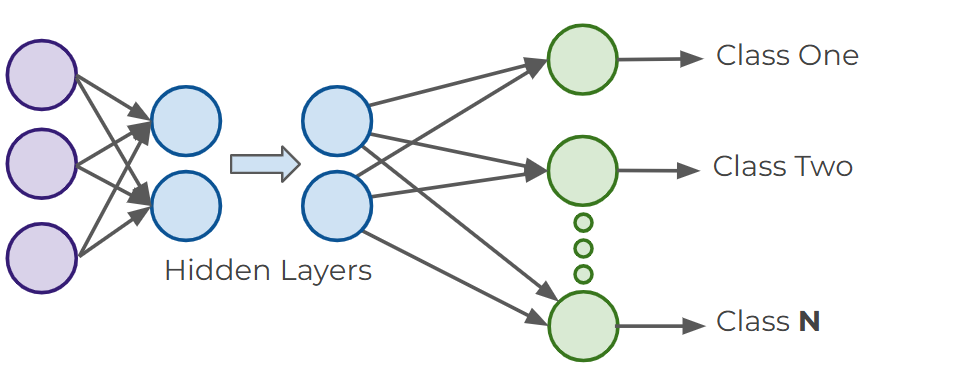 Class One
Class Two
Hidden Layers
Class N